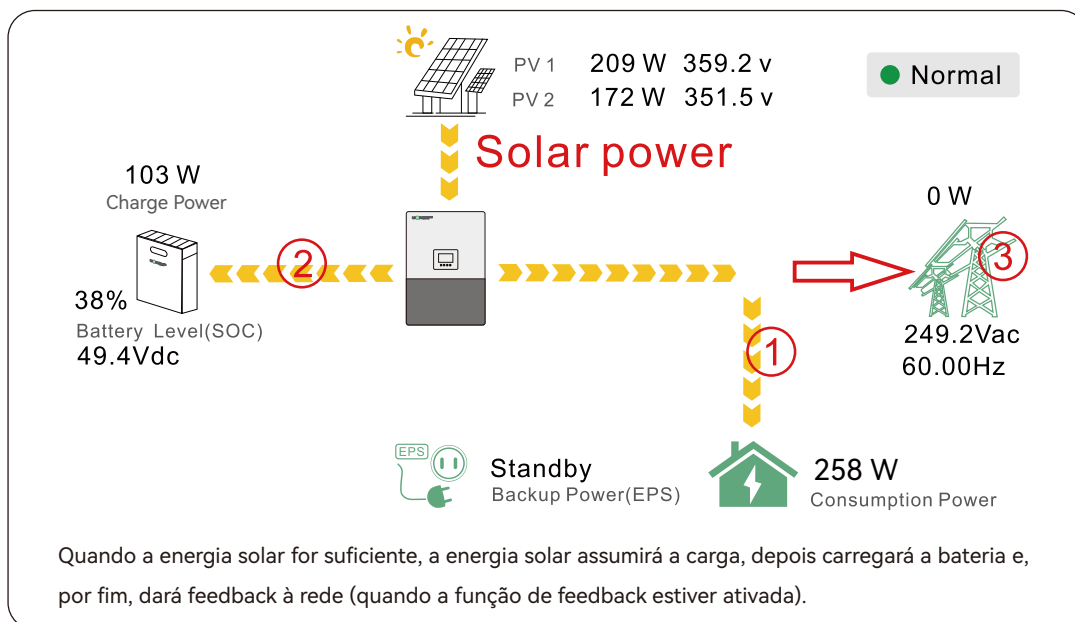 PV 1 209 W 359.2 v
PV 2 172 W 351.5 v
Normal
Solar power
103 W
Charge Power
0 W
2
3
38%
Battery Level(SOC)
49.4Vdc
249.2Vac
60.00Hz
1
EPS
Standby
Backup Power(EPS)
258 W
Consumption Power
Quando a energia solar for suficiente, a energia solar assumirá a carga, depois carregará a bateria e,
por fim, dará feedback à rede (quando a função de feedback estiver ativada).